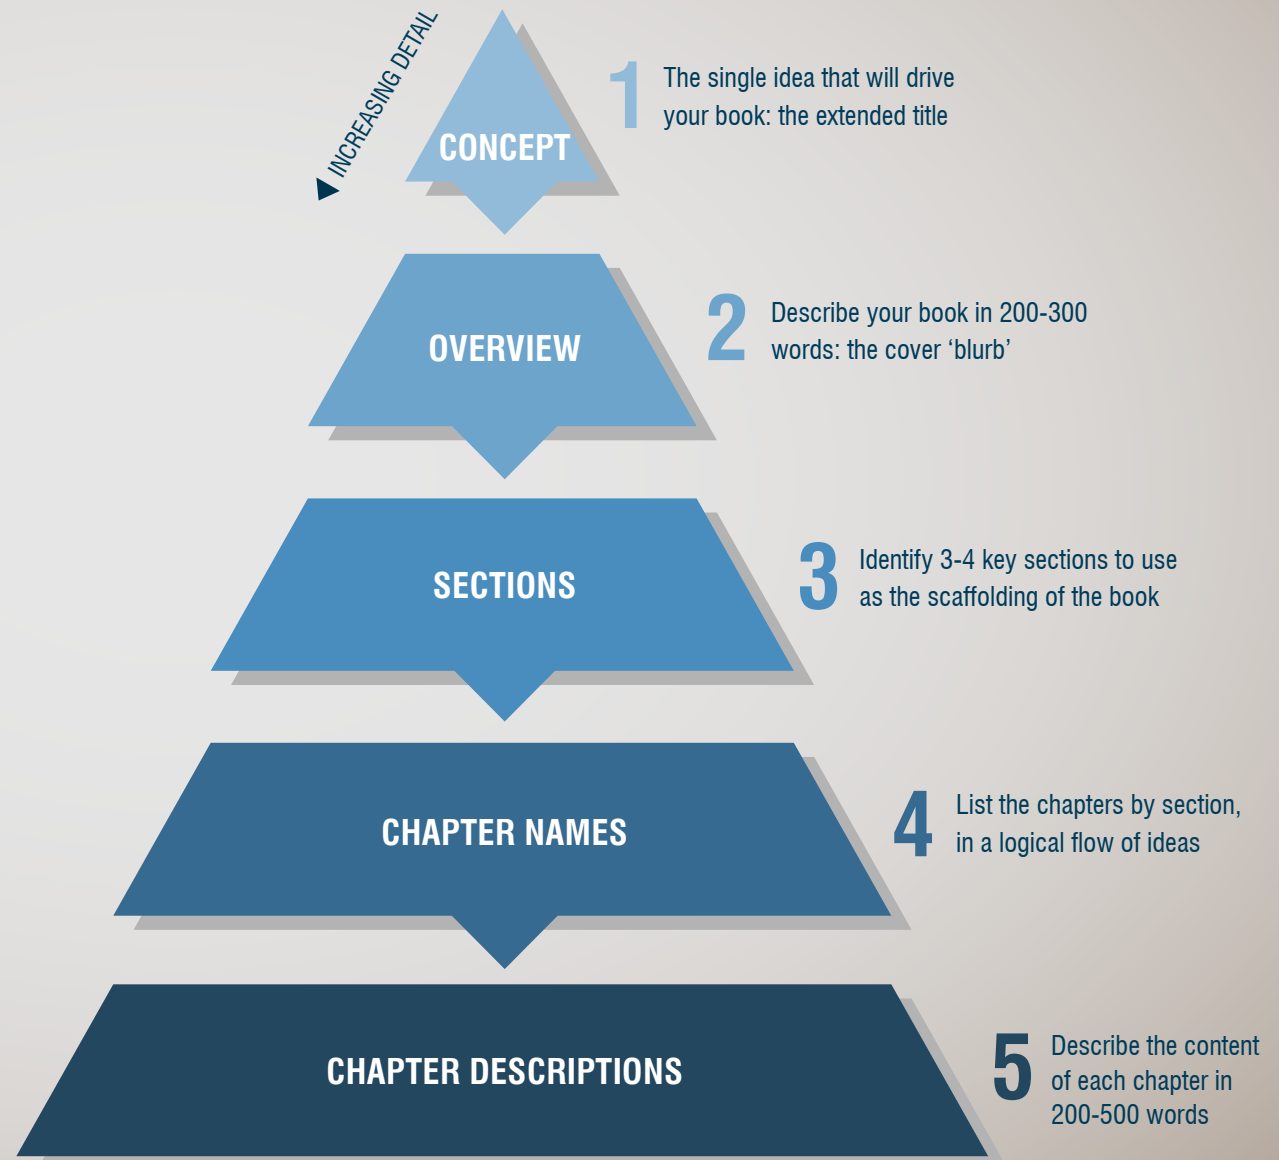 INCREASING DETAIL
CONCEPT
1
The single idea that will drive
your book: the extended title
OVERVIEW
2
Describe your book in 200-300
words: the cover ‘blurb’
SECTIONS
3
Identify 3-4 key sections to use
as the scaffolding of the book
CHAPTER NAMES
4
List the chapters by section,
in a logical flow of ideas
CHAPTER DESCRIPTIONS
5
Describe the content
of each chapter in
200-500 words